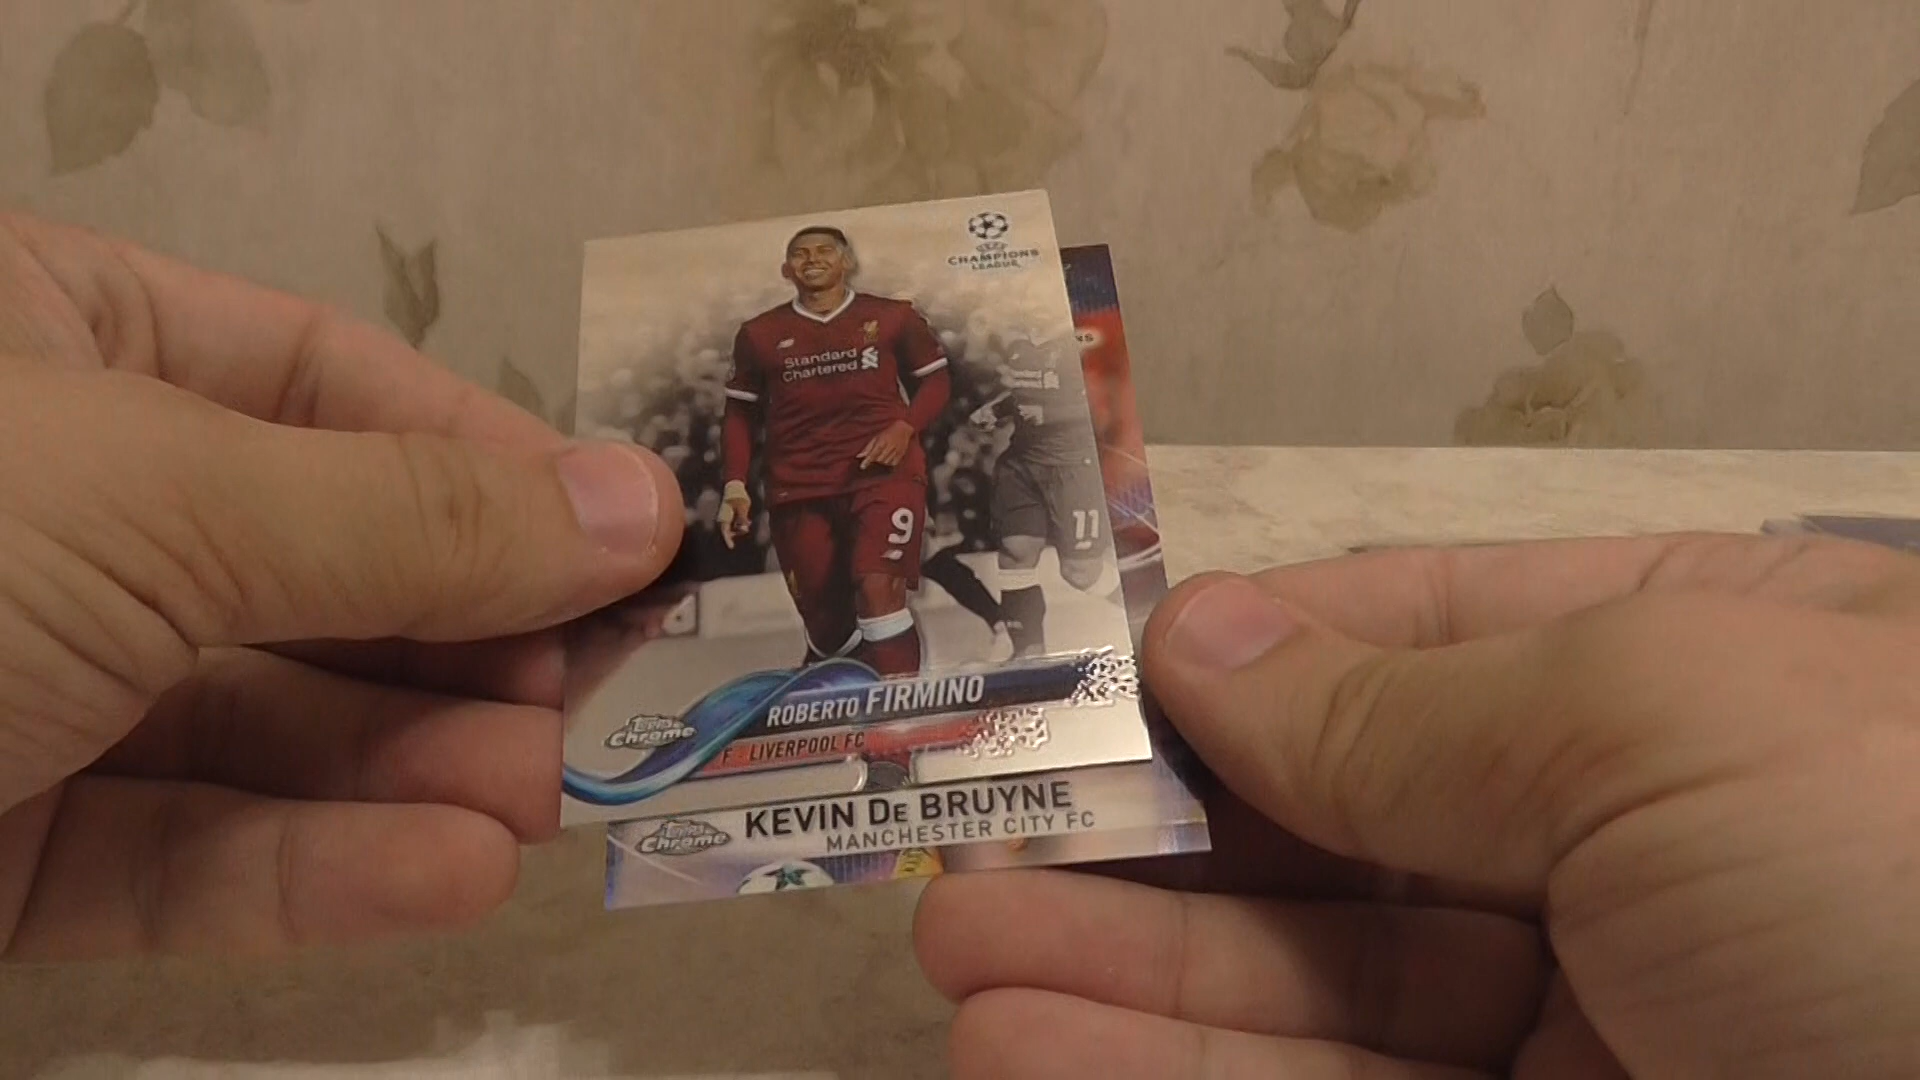 UEFA
CHAMPIONS
LEAGUE
Standard
Chartered
9
11
ROBERTO FIRMINO
Topps
Chrome
F - LIVERPOOL FC
KEVIN DE BRUYNE
Topps
Chrome
MANCHESTER CITY FC